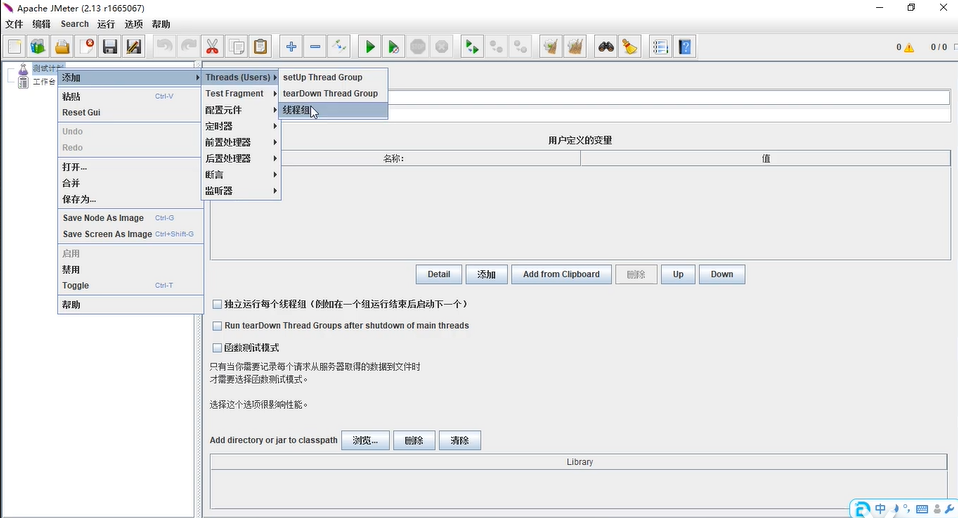 Apache JMeter (2.13 r1665067)
文件 编辑 Search 运行 选项 帮助
0 0 / 0
测试计划
工作台
添加
粘贴 Ctrl-V
Reset Gui
Undo
Redo
打开...
合并
保存为...
Save Node As Image Ctrl-G
Save Screen As Image Ctrl+Shift-G
启用
禁用
Toggle Ctrl-T
帮助
Threads (Users)
Test Fragment
配置元件
定时器
前置处理器
后置处理器
断言
监听器
setUp Thread Group
tearDown Thread Group
线程组
用户定义的变量
名称: 值
Detail 添加 Add from Clipboard 删除 Up Down
独立运行每个线程组（例如在一个组运行结束后启动下一个）
Run tearDown Thread Groups after shutdown of main threads
函数测试模式
只有当你需要记录每个请求从服务器取得的数据到文件时
才需要选择函数测试模式。
选择这个选项很影响性能。
Add directory or jar to classpath 浏览... 删除 清除
Library
中